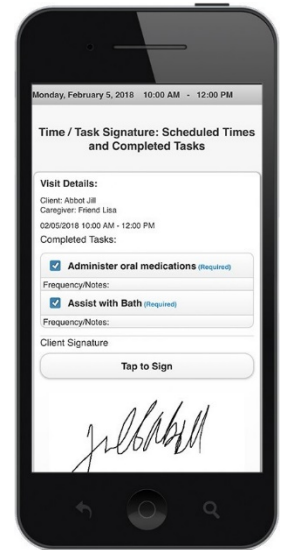 Monday, February 5, 2018 10:00 AM - 12:00 PM
Time / Task Signature: Scheduled Times
and Completed Tasks
Visit Details:
Client: Abbot Jill
Caregiver: Friend Lisa
02/05/2018 10:00 AM - 12:00 PM
Completed Tasks:
Administer oral medications (Required)
Frequency/Notes:
Assist with Bath (Required)
Frequency/Notes:
Client Signature
Tap to Sign